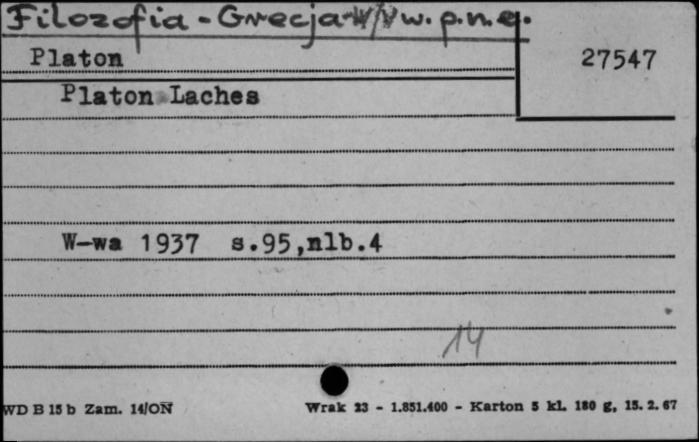 Filozofia - Grecja - V/IV w. p.n.e.
Platon
27547
Platon Laches
W-wa 1937 s.95,nlb.4
14
WD B 15 b Zam. 14/ON
Wrak 23 - 1.851.400 - Karton 5 kl. 180 g, 15. 2. 67